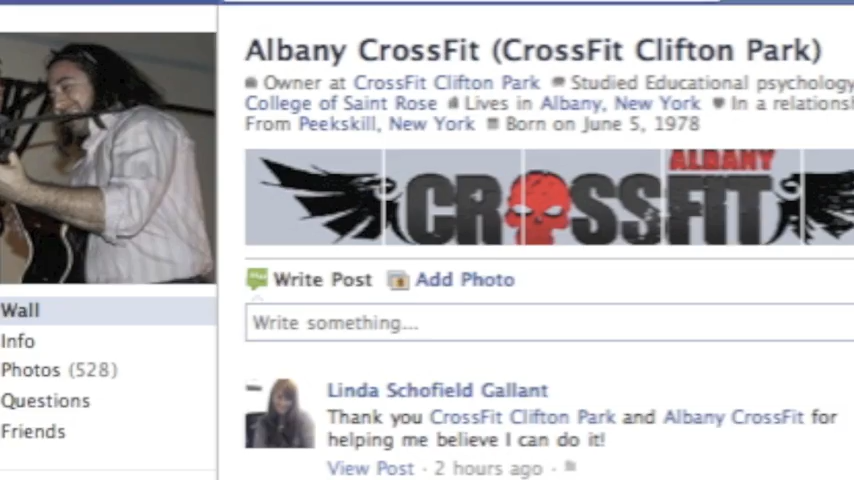 Albany CrossFit (CrossFit Clifton Park)
Owner at CrossFit Clifton Park Studied Educational psychology
College of Saint Rose Lives in Albany, New York In a relations
From Peekskill, New York Born on June 5, 1978
ALBANY
CROSSFIT
Write Post Add Photo
Write something...
Wall
Info
Photos (528)
Questions
Friends
Linda Schofield Gallant
Thank you CrossFit Clifton Park and Albany CrossFit for
helping me believe I can do it!
View Post · 2 hours ago ·